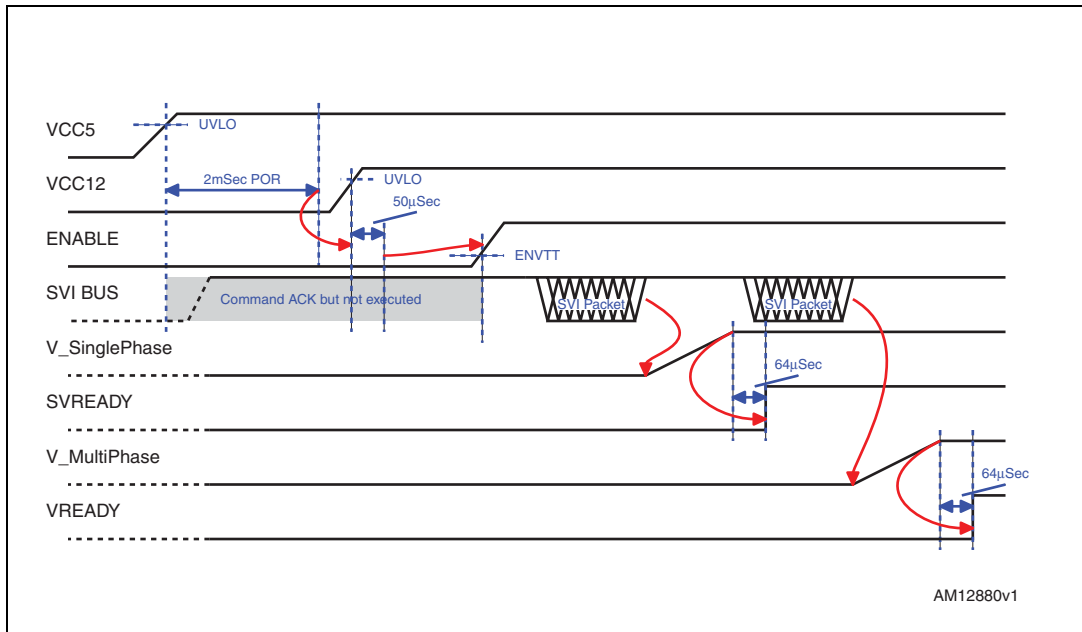 VCC5
UVLO
VCC12
2mSec POR
UVLO
50μSec
ENABLE
ENVTT
SVI BUS
Command ACK but not executed
SVI Packet
SVI Packet
V_SinglePhase
64μSec
SVREADY
V_MultiPhase
64μSec
VREADY
AM12880v1